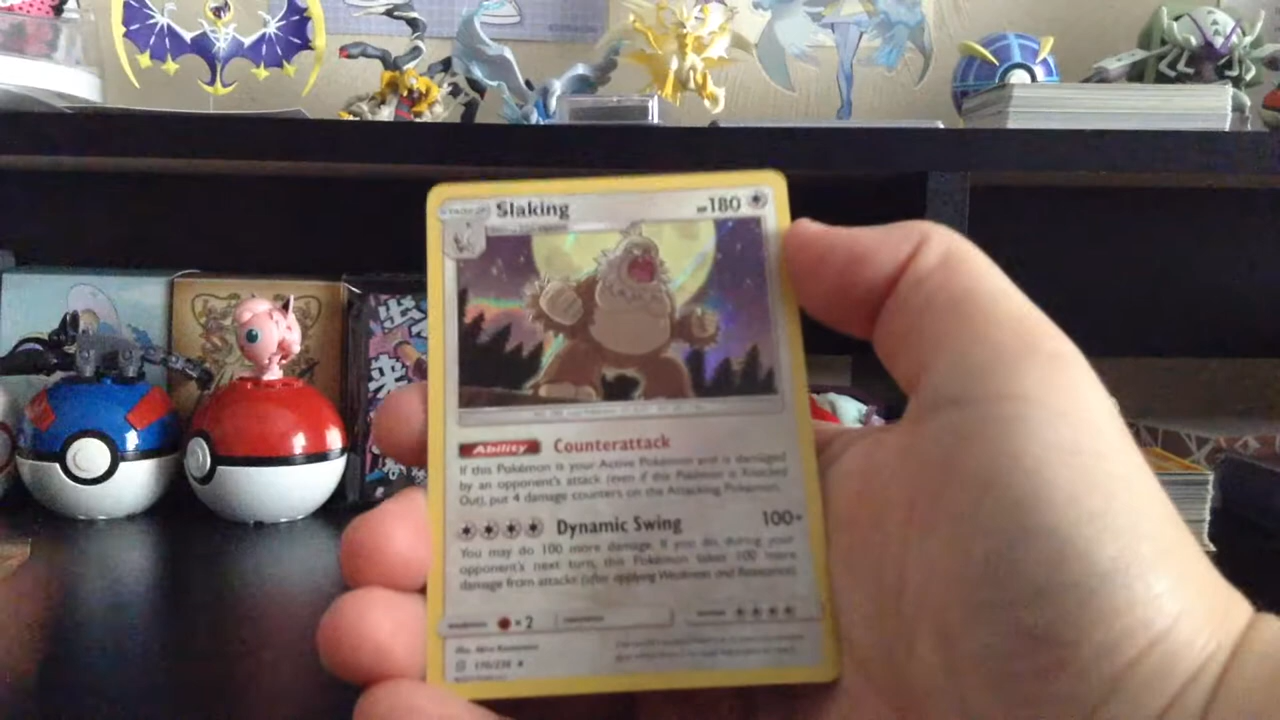 Slaking
180
Ability Counterattack
If this Pokémon is your Active Pokémon and is damaged
by an opponent's attack (even if this Pokémon is Knocked
Out), put 4 damage counters on the Attacking Pokémon.
Dynamic Swing 100+
You may do 100 more damage. If you do, during your
opponent's next turn, this Pokémon takes 100 more
damage from attacks (after applying Weakness and Resistance).
weakness ×2
出
来